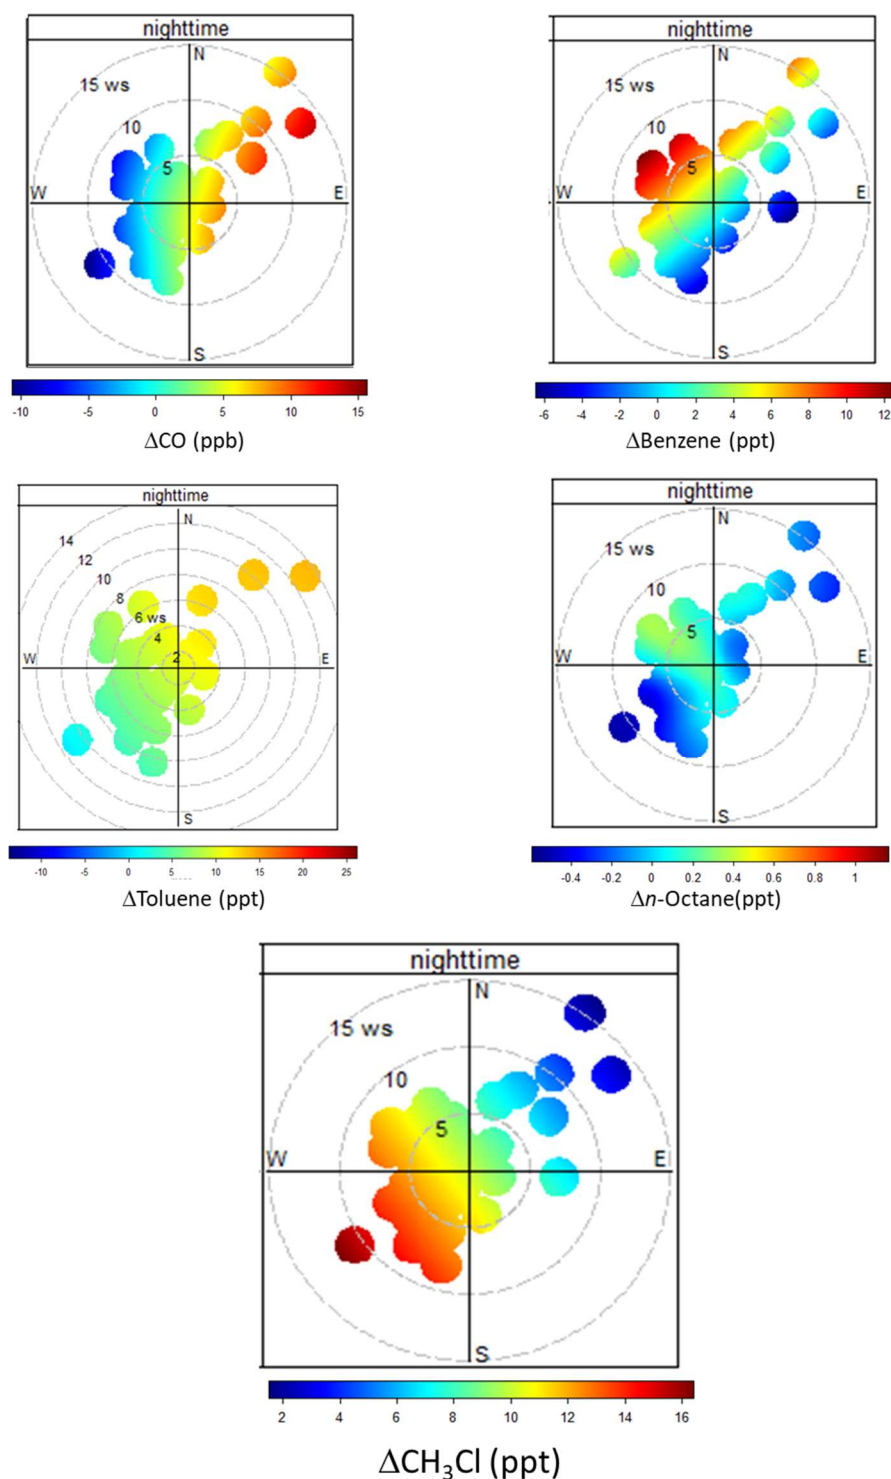 nighttime
N
15 ws
10
5
W
E
S
-10 -5 0 5 10 15
ΔCO (ppb)
nighttime
N
15 ws
10
5
W
E
S
-6 -4 -2 0 2 4 6 8 10 12
ΔBenzene (ppt)
nighttime
N
14
12
10
8
6 ws
4
2
W
E
S
-10 -5 0 5 10 15 20 25
ΔToluene (ppt)
nighttime
N
15 ws
10
5
W
E
S
-0.4 -0.2 0 0.2 0.4 0.6 0.8 1
Δn-Octane(ppt)
nighttime
N
15 ws
10
5
W
E
S
2 4 6 8 10 12 14 16
ΔCH₃Cl (ppt)